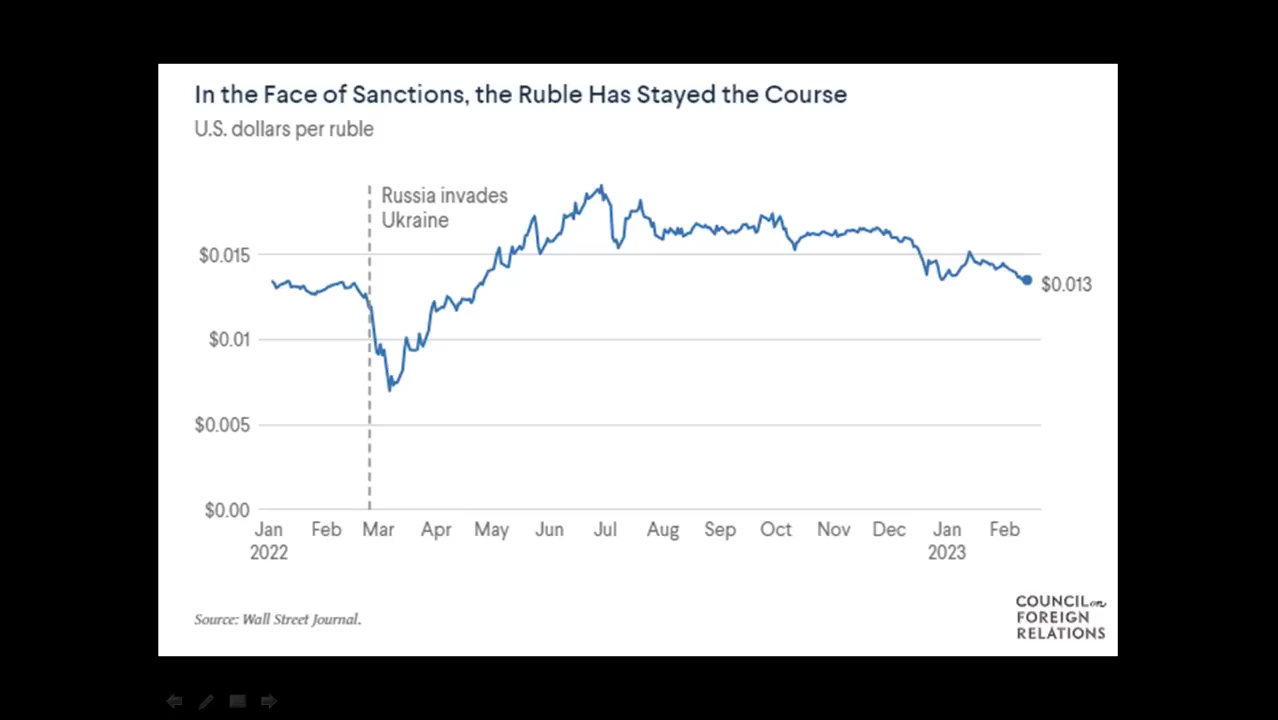 In the Face of Sanctions, the Ruble Has Stayed the Course
U.S. dollars per ruble
Russia invades
Ukraine
$0.015
$0.013
$0.01
$0.005
$0.00
Jan Feb Mar Apr May Jun Jul Aug Sep Oct Nov Dec Jan Feb
2022 2023
Source: Wall Street Journal.
COUNCIL on
FOREIGN
RELATIONS